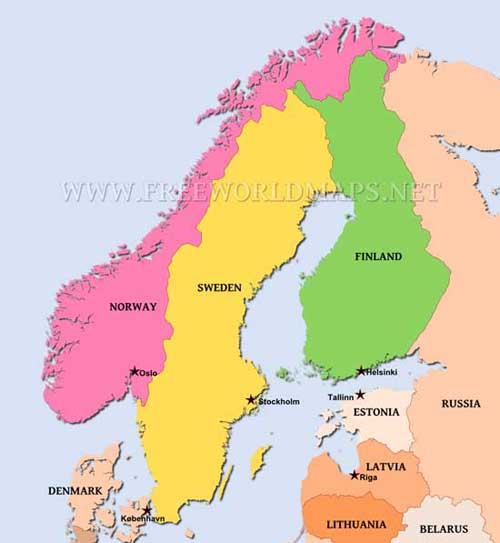 WWW.FREEWORLDMAPS.NET
FINLAND
SWEDEN
NORWAY
Oslo
Helsinki
Tallinn
Stockholm
ESTONIA
RUSSIA
LATVIA
Riga
DENMARK
København
LITHUANIA
BELARUS